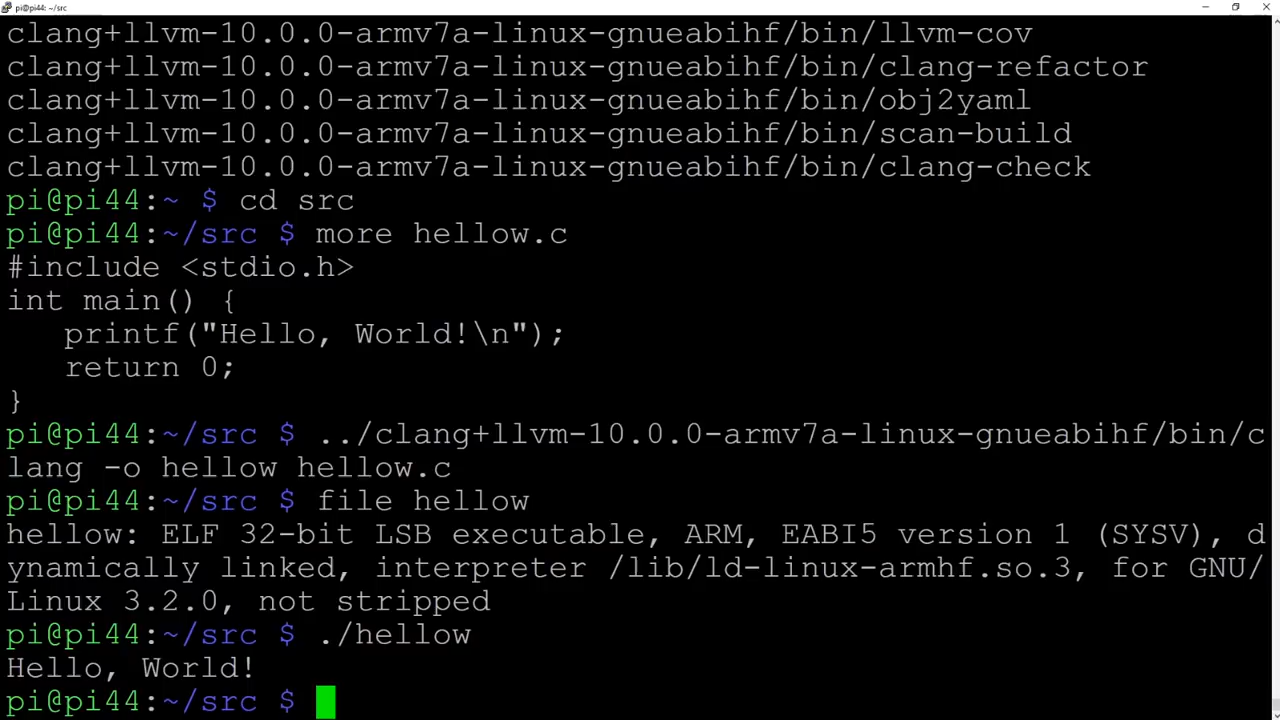 pi@pi44: ~/src
clang+llvm-10.0.0-armv7a-linux-gnueabihf/bin/llvm-cov
clang+llvm-10.0.0-armv7a-linux-gnueabihf/bin/clang-refactor
clang+llvm-10.0.0-armv7a-linux-gnueabihf/bin/obj2yaml
clang+llvm-10.0.0-armv7a-linux-gnueabihf/bin/scan-build
clang+llvm-10.0.0-armv7a-linux-gnueabihf/bin/clang-check
pi@pi44:~ $ cd src
pi@pi44:~/src $ more hellow.c
#include <stdio.h>
int main() {
   printf("Hello, World!\n");
   return 0;
}
pi@pi44:~/src $ ../clang+llvm-10.0.0-armv7a-linux-gnueabihf/bin/c
lang -o hellow hellow.c
pi@pi44:~/src $ file hellow
hellow: ELF 32-bit LSB executable, ARM, EABI5 version 1 (SYSV), d
ynamically linked, interpreter /lib/ld-linux-armhf.so.3, for GNU/
Linux 3.2.0, not stripped
pi@pi44:~/src $ ./hellow
Hello, World!
pi@pi44:~/src $